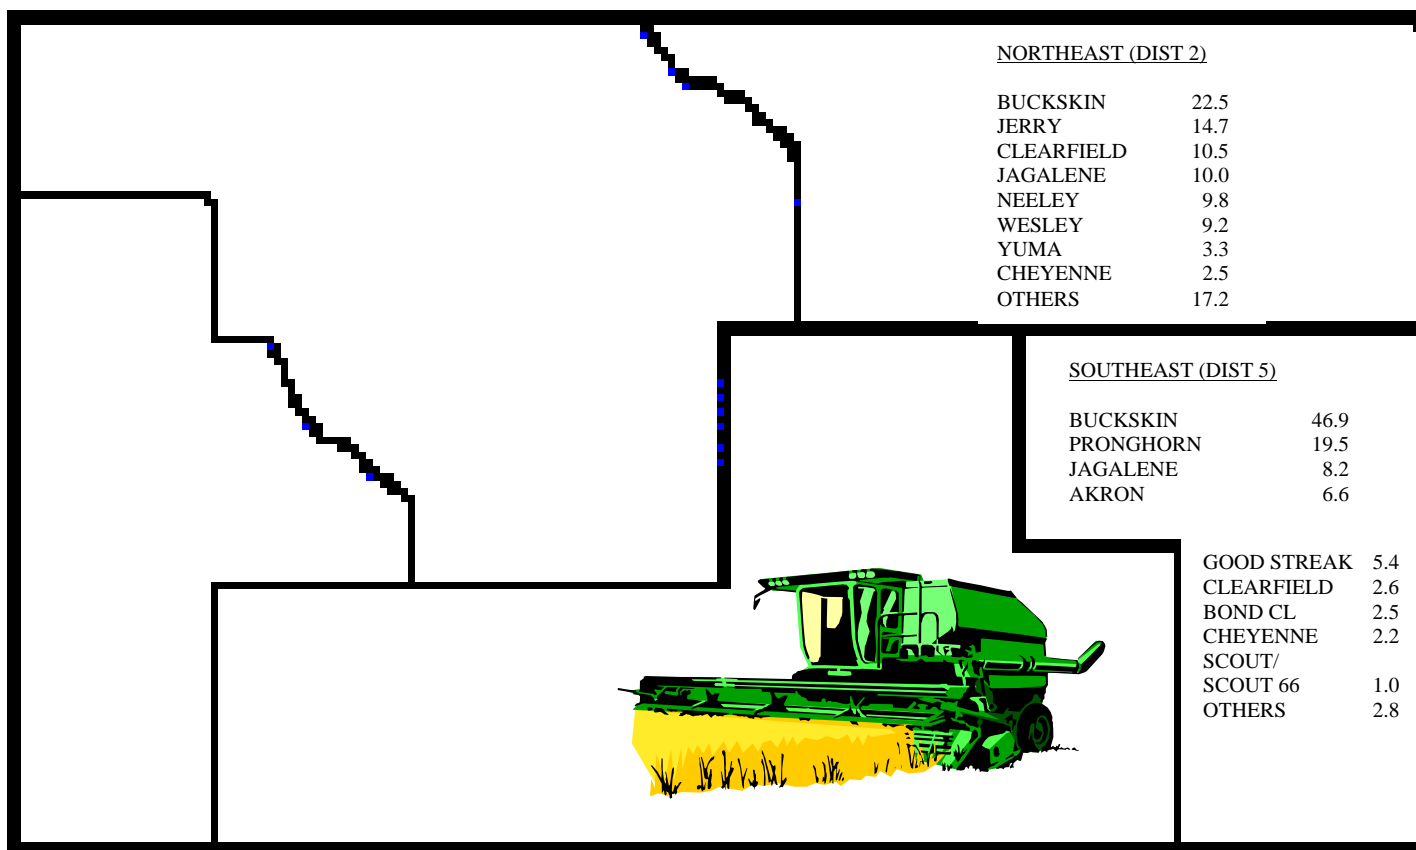 NORTHEAST (DIST 2)
BUCKSKIN 22.5
JERRY 14.7
CLEARFIELD 10.5
JAGALENE 10.0
NEELEY 9.8
WESLEY 9.2
YUMA 3.3
CHEYENNE 2.5
OTHERS 17.2
SOUTHEAST (DIST 5)
BUCKSKIN 46.9
PRONGHORN 19.5
JAGALENE 8.2
AKRON 6.6
GOOD STREAK 5.4
CLEARFIELD 2.6
BOND CL 2.5
CHEYENNE 2.2
SCOUT/
SCOUT 66 1.0
OTHERS 2.8